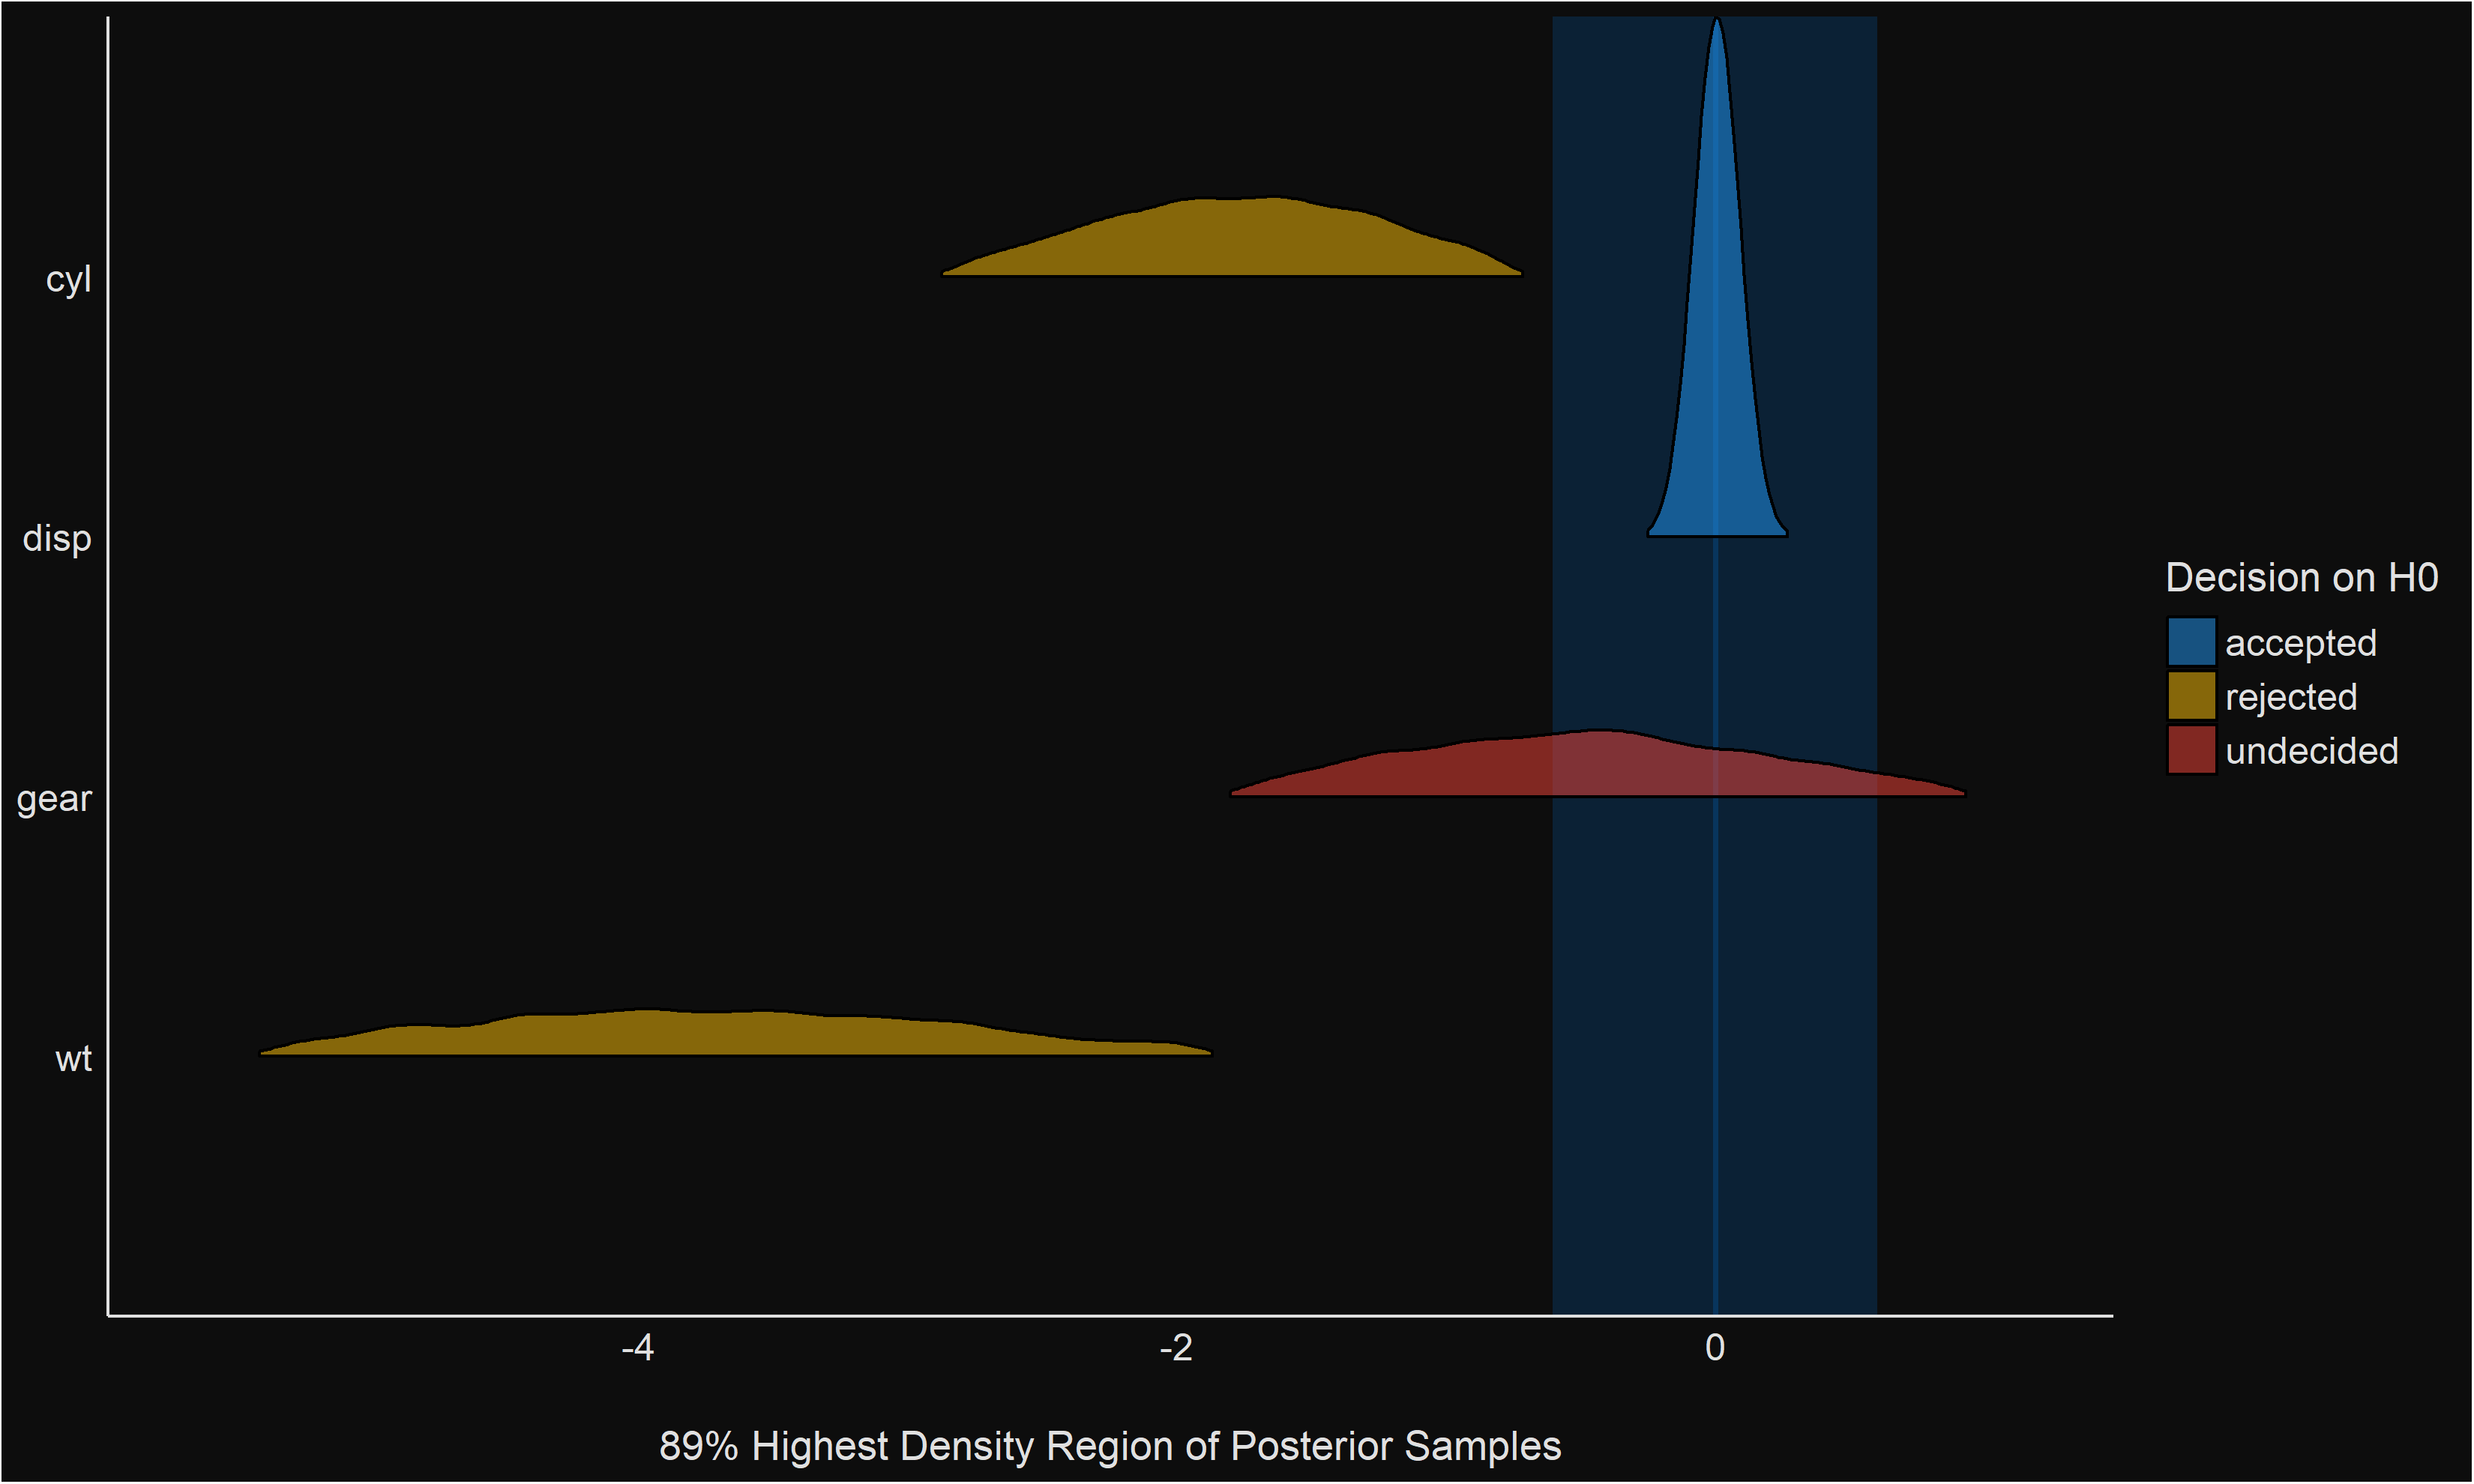 cyl
disp
gear
wt
-4 -2 0
89% Highest Density Region of Posterior Samples
Decision on H0
accepted
rejected
undecided